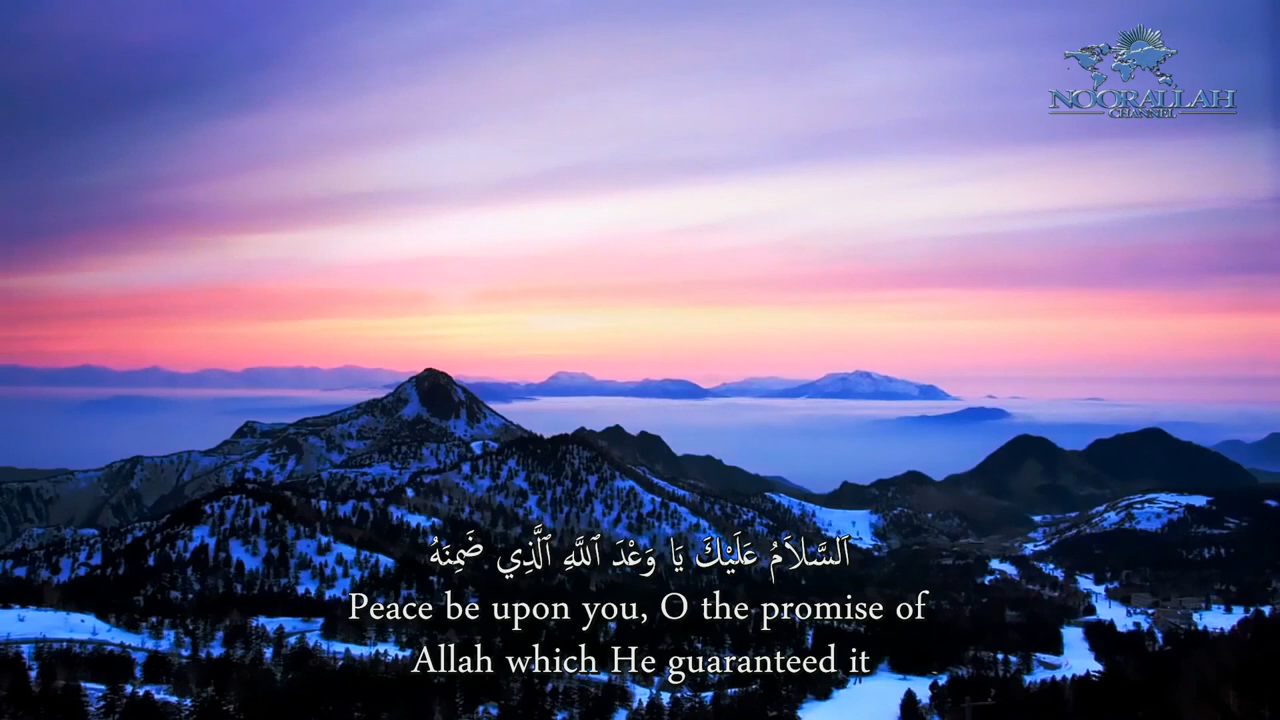 NOORALLAH
CHANNEL
اَلسَّلاَمُ عَلَيْكَ يَا وَعْدَ ٱللَّهِ ٱلَّذِي ضَمِنَهُ
Peace be upon you, O the promise of
Allah which He guaranteed it